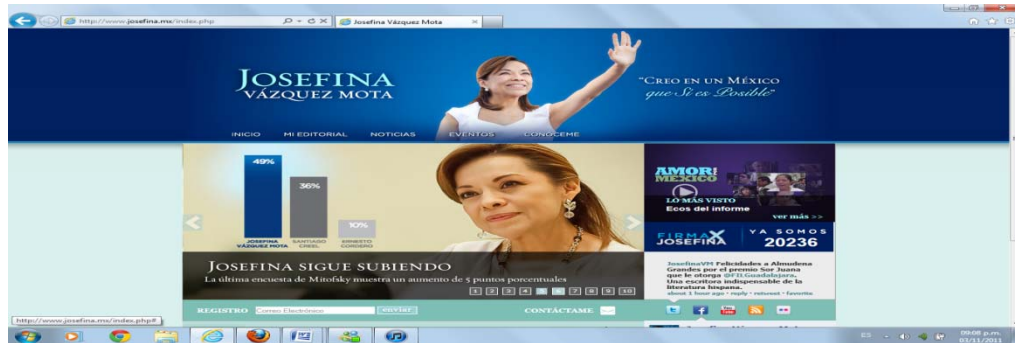 http://www.josefina.mx/index.php
Josefina Vázquez Mota
JOSEFINA
VÁZQUEZ MOTA
"CREO EN UN MÉXICO
que Sí es Posible"
INICIO MI EDITORIAL NOTICIAS EVENTOS CONÓCEME
49%
36%
10%
JOSEFINA
VÁZQUEZ MOTA
SANTIAGO
CREEL
ERNESTO
CORDERO
JOSEFINA SIGUE SUBIENDO
La última encuesta de Mitofsky muestra un aumento de 5 puntos porcentuales
1 2 3 4 5 6 7 8 9 10
AMOR!
MEXICO
LO MÁS VISTO
Ecos del informe
ver más >>
FIRMAX
JOSEFINA
YA SOMOS
20236
JosefinaVM Felicidades a Almudena
Grandes por el premio Sor Juana
que le otorga @FILGuadalajara.
Una escritora indispensable de la
literatura hispana.
about 1 hour ago · reply · retweet · favorite
REGISTRO Correo Electrónico enviar CONTÁCTAME
http://www.josefina.mx/index.php#
ES
09:08 p.m.
03/11/2011